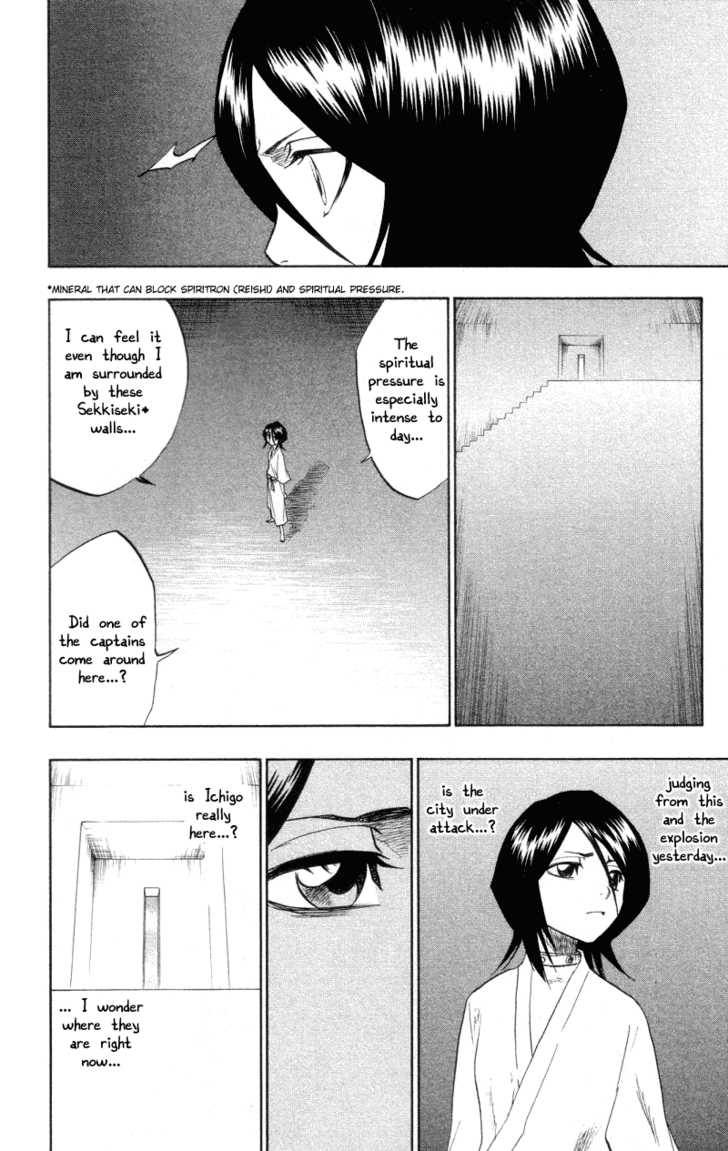 *MINERAL THAT CAN BLOCK SPIRITRON (REISHI) AND SPIRITUAL PRESSURE.
The
spiritual
pressure is
especially
intense to
day...
I can feel it
even though I
am surrounded
by these
Sekkiseki*
walls...
Did one of
the captains
come around
here...?
judging
from this
and the
explosion
yesterday...
is the
city under
attack...?
is Ichigo
really
here...?
... I wonder
where they
are right
now...